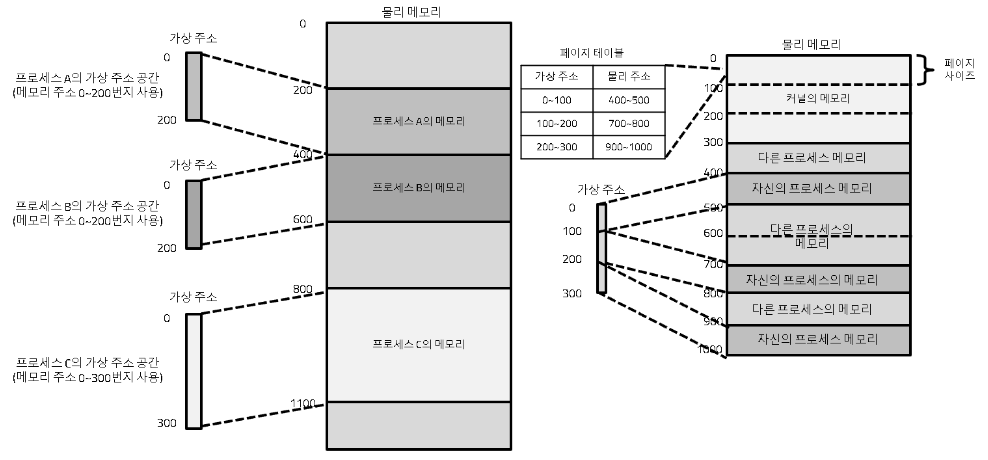 물리 메모리
0
가상 주소
0
프로세스 A의 가상 주소 공간
(메모리 주소 0~200번지 사용)
200
200
프로세스 A의 메모리
400
가상 주소
0
프로세스 B의 가상 주소 공간
(메모리 주소 0~200번지 사용)
200
프로세스 B의 메모리
600
800
가상 주소
0
프로세스 C의 가상 주소 공간
(메모리 주소 0~300번지 사용)
300
프로세스 C의 메모리
1100
페이지 테이블
가상 주소 물리 주소
0~100 400~500
100~200 700~800
200~300 900~1000
가상 주소
0
100
200
300
물리 메모리
0
페이지
사이즈
100
커널의 메모리
200
300
다른 프로세스 메모리
400
자신의 프로세스 메모리
500
다른 프로세스의
메모리
600
700
자신의 프로세스의 메모리
800
다른 프로세스의 메모리
900
자신의 프로세스 메모리
1000